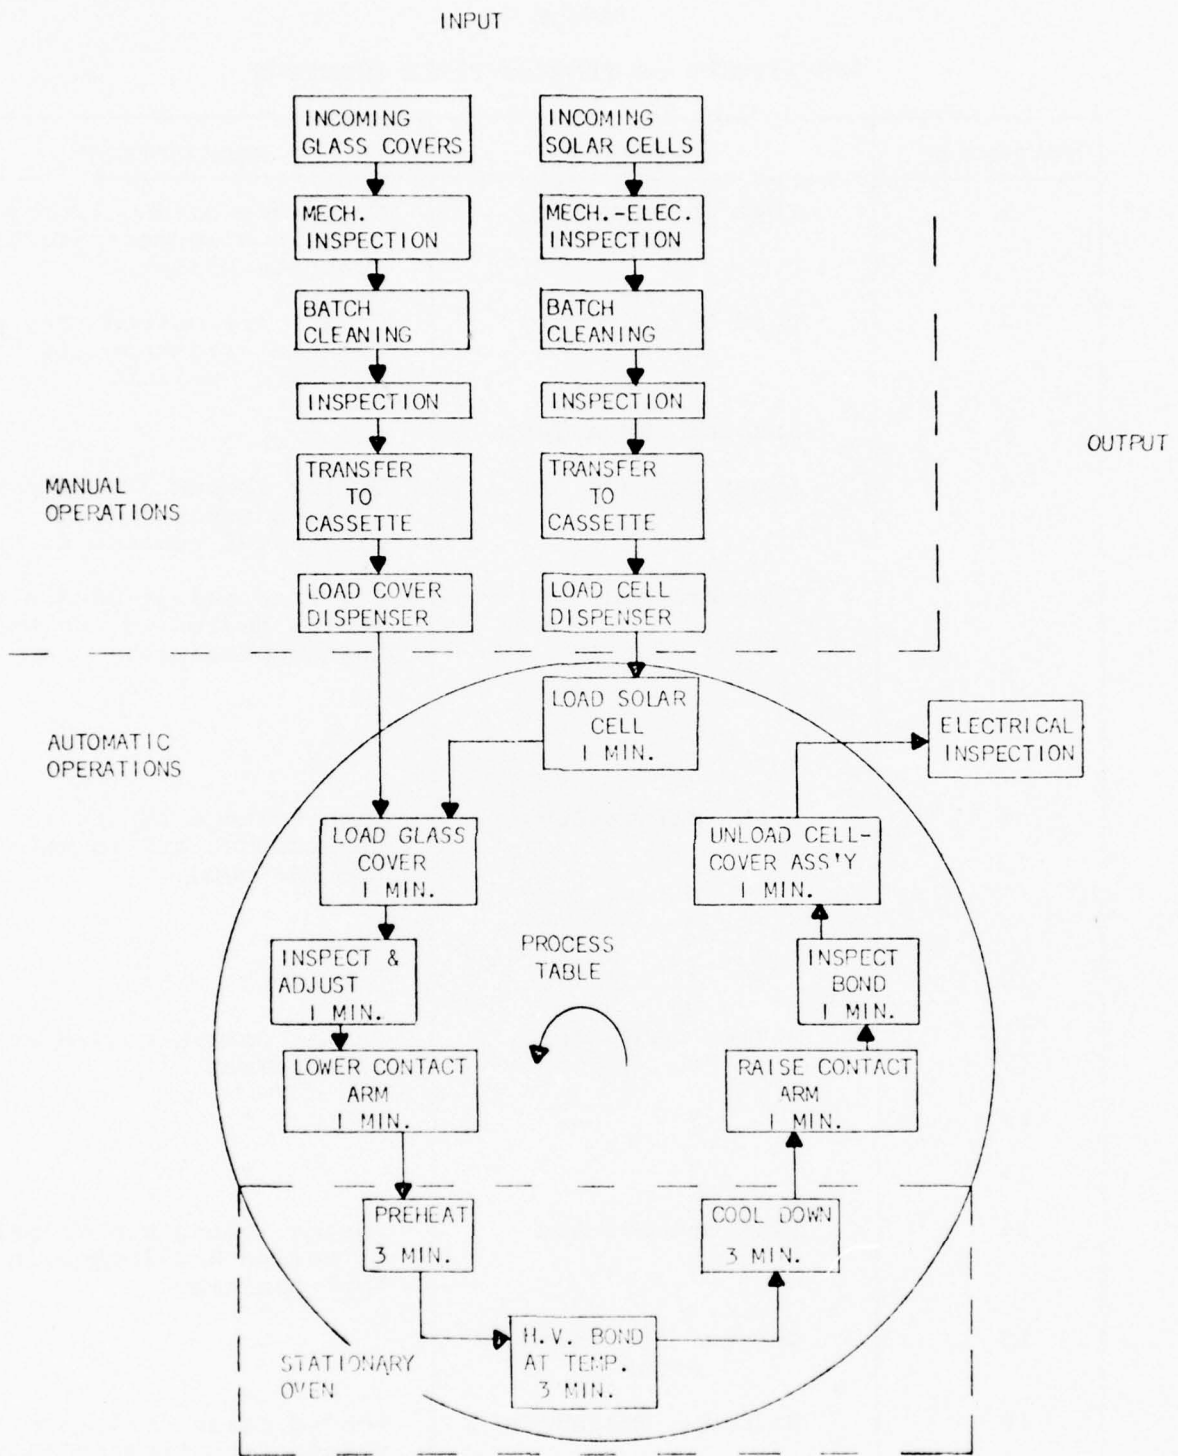 INPUT
INCOMING
GLASS COVERS
INCOMING
SOLAR CELLS
MECH.
INSPECTION
MECH.-ELEC.
INSPECTION
BATCH
CLEANING
BATCH
CLEANING
INSPECTION
INSPECTION
OUTPUT
MANUAL
OPERATIONS
TRANSFER
TO
CASSETTE
TRANSFER
TO
CASSETTE
LOAD COVER
DISPENSER
LOAD CELL
DISPENSER
AUTOMATIC
OPERATIONS
LOAD SOLAR
CELL
1 MIN.
ELECTRICAL
INSPECTION
LOAD GLASS
COVER
1 MIN.
UNLOAD CELL-
COVER ASS'Y
1 MIN.
INSPECT &
ADJUST
1 MIN.
PROCESS
TABLE
INSPECT
BOND
1 MIN.
LOWER CONTACT
ARM
1 MIN.
RAISE CONTACT
ARM
1 MIN.
PREHEAT
3 MIN.
COOL DOWN
3 MIN.
H.V. BOND
AT TEMP.
3 MIN.
STATIONARY
OVEN